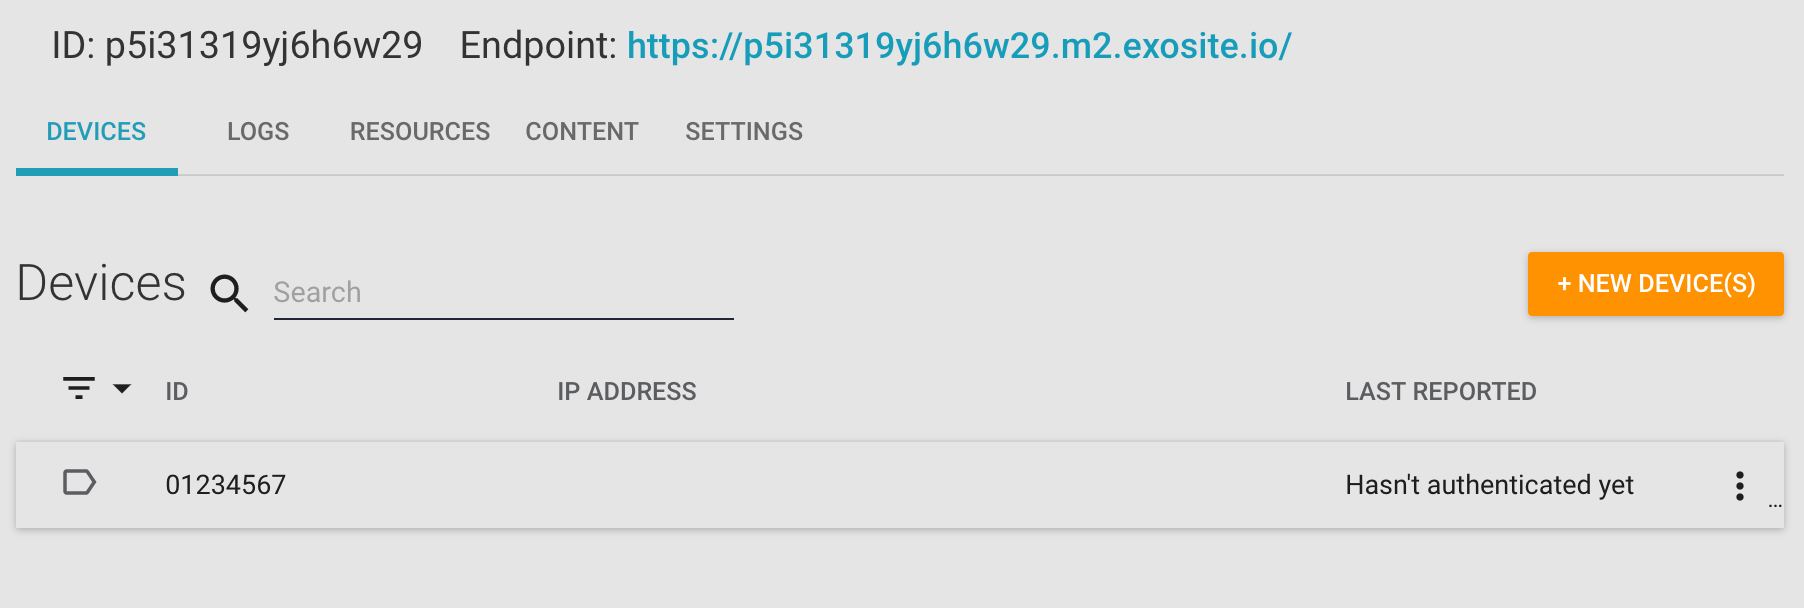 ID: p5i31319yj6h6w29 Endpoint: https://p5i31319yj6h6w29.m2.exosite.io/
DEVICES LOGS RESOURCES CONTENT SETTINGS
Devices Search + NEW DEVICE(S)
ID IP ADDRESS LAST REPORTED
01234567 Hasn't authenticated yet ...